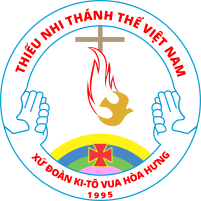 THIẾU NHI THÁNH THỂ VIỆT NAM
XỨ ĐOÀN KI-TÔ VUA HÒA HƯNG
1995